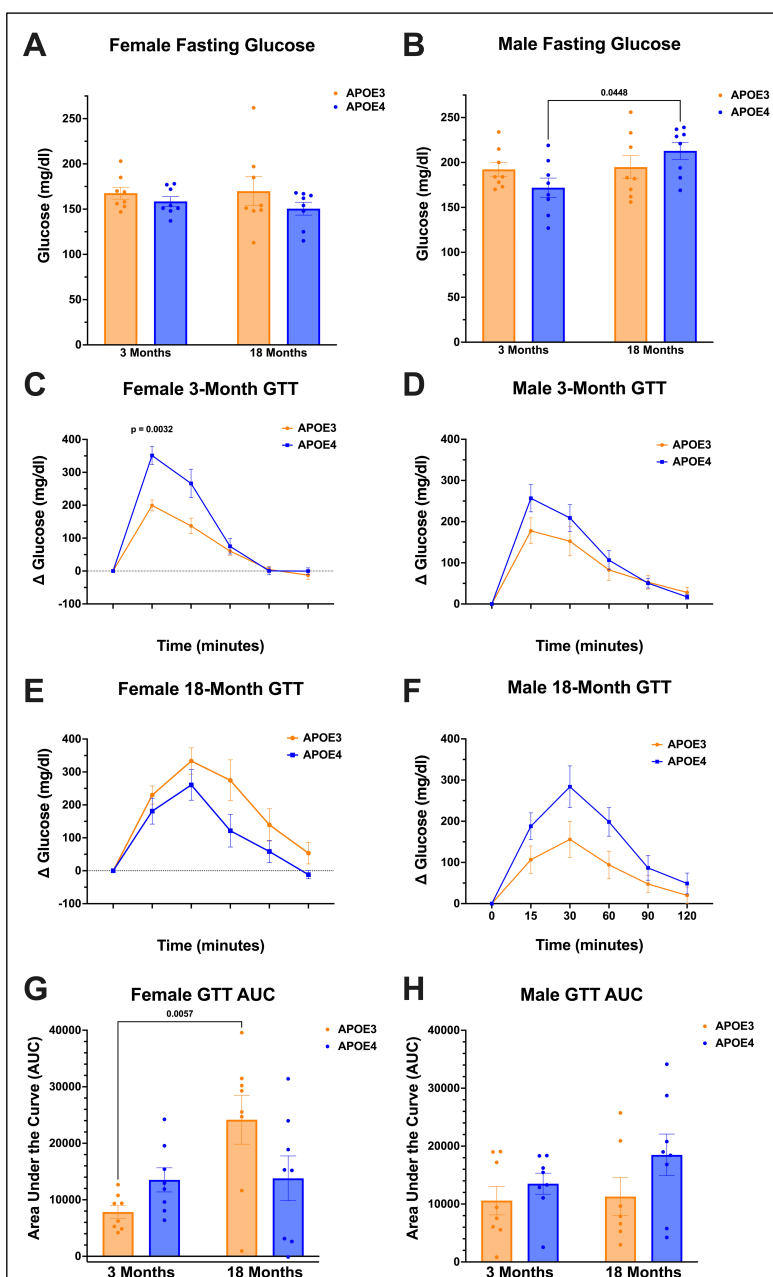 A
Female Fasting Glucose
APOE3
APOE4
Glucose (mg/dl)
250
200
150
100
50
0
3 Months
18 Months
B
Male Fasting Glucose
APOE3
APOE4
0.0448
Glucose (mg/dl)
250
200
150
100
50
0
3 Months
18 Months
C
Female 3-Month GTT
p = 0.0032
APOE3
APOE4
Δ Glucose (mg/dl)
400
300
200
100
0
-100
Time (minutes)
D
Male 3-Month GTT
APOE3
APOE4
Δ Glucose (mg/dl)
400
300
200
100
0
0
15
30
60
90
120
Time (minutes)
E
Female 18-Month GTT
APOE3
APOE4
Δ Glucose (mg/dl)
400
300
200
100
0
-100
Time (minutes)
F
Male 18-Month GTT
APOE3
APOE4
Δ Glucose (mg/dl)
400
300
200
100
0
0
15
30
60
90
120
Time (minutes)
G
Female GTT AUC
0.0057
APOE3
APOE4
Area Under the Curve (AUC)
40000
30000
20000
10000
0
3 Months
18 Months
H
Male GTT AUC
APOE3
APOE4
Area Under the Curve (AUC)
40000
30000
20000
10000
0
3 Months
18 Months